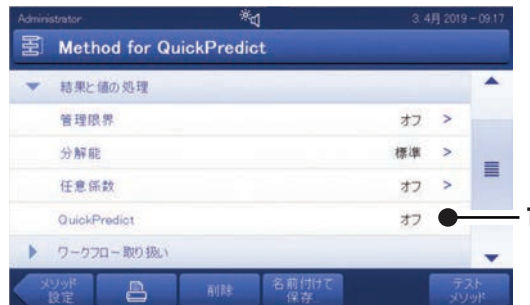 Administrator
3. 4月 2019 - 09:17
Method for QuickPredict
結果と値の処理
管理限界 オフ >
分解能 標準 >
任意係数 オフ >
QuickPredict オフ
ワークフロー取り扱い
メソッド設定
削除
名前付けて保存...
テストメソッド